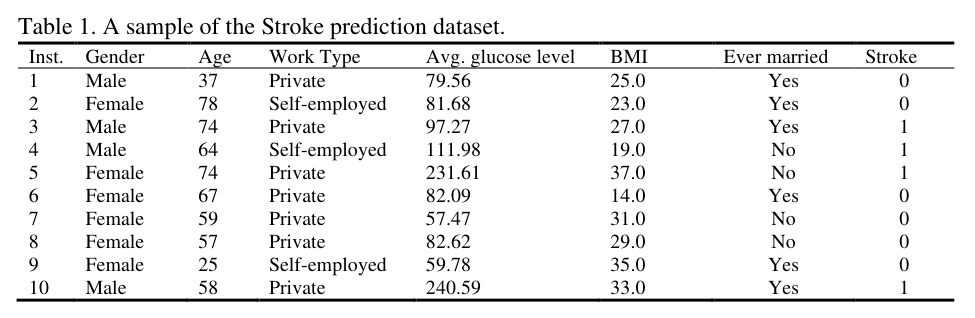 Table 1. A sample of the Stroke prediction dataset.
Inst. Gender Age Work Type Avg. glucose level BMI Ever married Stroke
1 Male 37 Private 79.56 25.0 Yes 0
2 Female 78 Self-employed 81.68 23.0 Yes 0
3 Male 74 Private 97.27 27.0 Yes 1
4 Male 64 Self-employed 111.98 19.0 No 1
5 Female 74 Private 231.61 37.0 No 1
6 Female 67 Private 82.09 14.0 Yes 0
7 Female 59 Private 57.47 31.0 No 0
8 Female 57 Private 82.62 29.0 No 0
9 Female 25 Self-employed 59.78 35.0 Yes 0
10 Male 58 Private 240.59 33.0 Yes 1